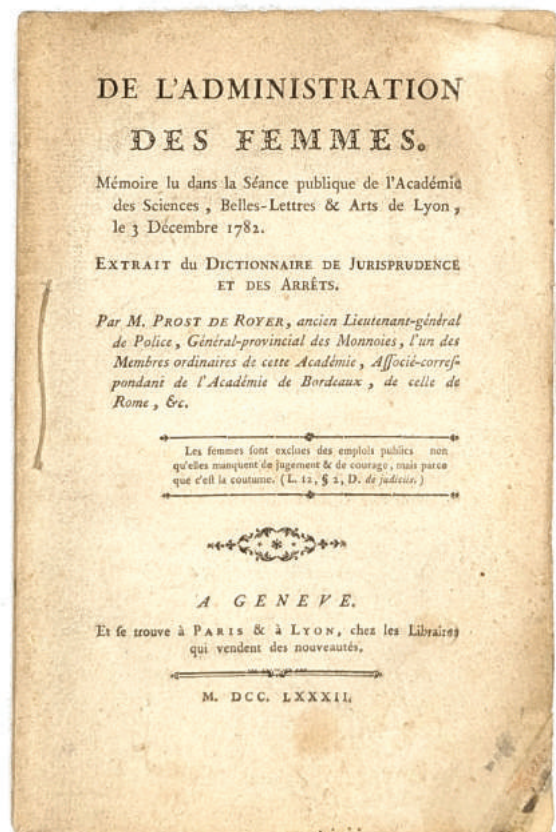 DE L'ADMINISTRATION
DES FEMMES.
Mémoire lu dans la Séance publique de l'Académie
des Sciences, Belles-Lettres & Arts de Lyon,
le 3 Décembre 1782.
EXTRAIT du DICTIONNAIRE DE JURISPRUDENCE
ET DES ARRÊTS.
Par M. PROST DE ROYER, ancien Lieutenant-général
de Police, Général-provincial des Monnoies, l'un des
Membres ordinaires de cette Académie, Aſſocié-correſ-
pondant de l'Académie de Bordeaux, de celle de
Rome, &c.
Les femmes ſont exclues des emplois publics non
qu'elles manquent de jugement & de courage, mais parce
que c'eſt la coutume. (L. 12, § 2, D. de judiciis.)
A GENEVE.
Et ſe trouve à PARIS & à LYON, chez les Libraires
qui vendent des nouveautés.
M. DCC. LXXXII.